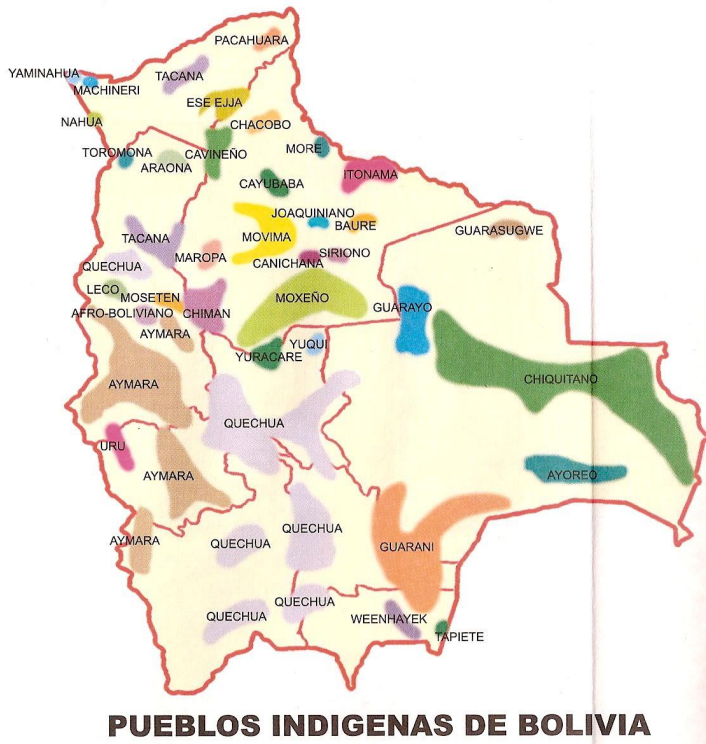 PACAHUARA
YAMINAHUA
TACANA
MACHINERI
ESE EJJA
NAHUA
CHACOBO
MORE
TOROMONA
CAVINEÑO
ARAONA
ITONAMA
CAYUBABA
JOAQUINIANO
BAURE
GUARASUGWE
TACANA
MOVIMA
MAROPA
SIRIONO
CANICHANA
QUECHUA
LECO
MOSETEN
MOXEÑO
AFRO-BOLIVIANO
CHIMAN
GUARAYO
AYMARA
YUQUI
YURACARE
AYMARA
CHIQUITANO
QUECHUA
URU
AYMARA
AYOREO
QUECHUA
AYMARA
QUECHUA
GUARANI
QUECHUA
QUECHUA
WEENHAYEK
TAPIETE
PUEBLOS INDIGENAS DE BOLIVIA